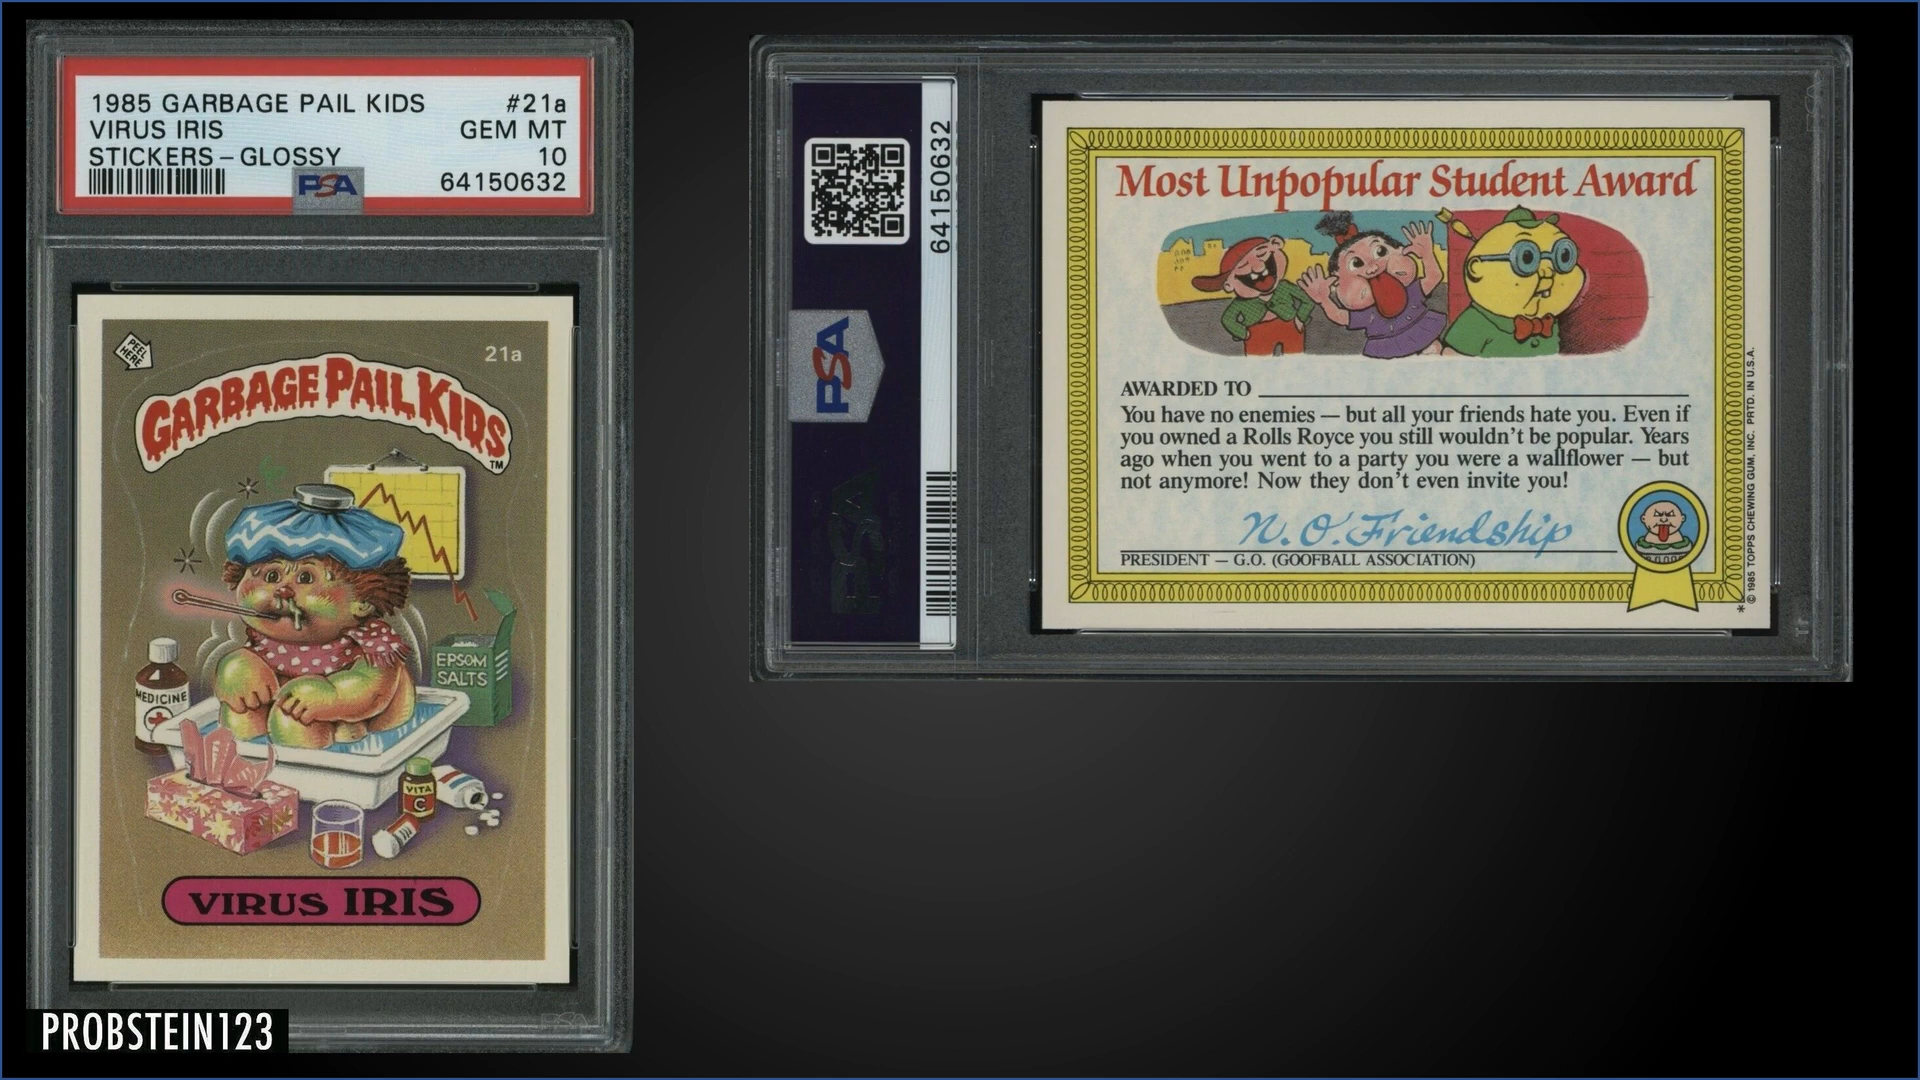 1985 GARBAGE PAIL KIDS #21a
VIRUS IRIS GEM MT
STICKERS – GLOSSY 10
PSA 64150632
PEEL HERE
21a
GARBAGE PAIL KIDS
TM
MEDICINE
EPSOM
SALTS
VITA
C
VIRUS IRIS
PROBSTEIN123
64150632
PSA
PSA
Most Unpopular Student Award
AWARDED TO
You have no enemies — but all your friends hate you. Even if
you owned a Rolls Royce you still wouldn't be popular. Years
ago when you went to a party you were a wallflower — but
not anymore! Now they don't even invite you!
N. O. Friendship
PRESIDENT — G.O. (GOOFBALL ASSOCIATION)
* © 1985 TOPPS CHEWING GUM, INC. PRTD. IN U.S.A.